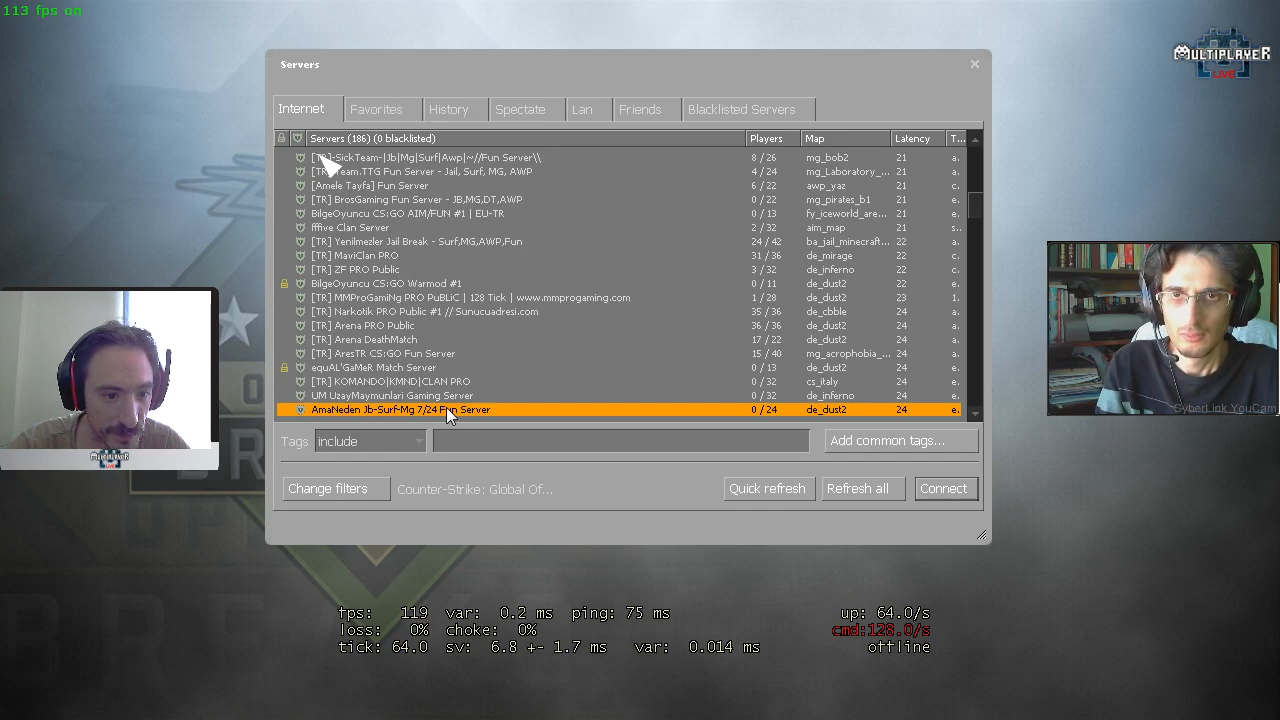 113 fps on
MULTIPLAYER
LIVE
Servers
Internet Favorites History Spectate Lan Friends Blacklisted Servers
Servers (186) (0 blacklisted) Players Map Latency T...
[TR]-SickTeam-|Jb|Mg|Surf|Awp|~//Fun Server\\ 8 / 26 mg_bob2 21 a.
[TR] Team.TTG Fun Server - Jail, Surf, MG, AWP 4 / 24 mg_Laboratory_... 21 a.
[Amele Tayfa] Fun Server 6 / 22 awp_yaz 21 c.
[TR] BrosGaming Fun Server - JB,MG,DT,AWP 0 / 22 mg_pirates_b1 21 e.
BilgeOyuncu CS:GO AIM/FUN #1 | EU-TR 0 / 13 fy_iceworld_are... 21 e.
fffive Clan Server 2 / 32 aim_map 21 s..
[TR] Yenilmezler Jail Break - Surf,MG,AWP,Fun 24 / 42 ba_jail_minecraft... 22 a.
[TR] MaviClan PRO 31 / 36 de_mirage 22 e.
[TR] ZF PRO Public 3 / 32 de_inferno 22 c.
BilgeOyuncu CS:GO Warmod #1 0 / 11 de_dust2 22 e.
[TR] MMProGamiNg PRO PuBLiC | 128 Tick | www.mmprogaming.com 1 / 28 de_dust2 23 1.
[TR] Narkotik PRO Public #1 // Sunucuadresi.com 35 / 36 de_cbble 24 a.
[TR] Arena PRO Public 36 / 36 de_dust2 24 a.
[TR] Arena DeathMatch 17 / 22 de_dust2 24 a.
[TR] AresTR CS:GO Fun Server 15 / 40 mg_acrophobia_... 24 a.
equAL'GaMeR Match Server 0 / 13 de_dust2 24 e.
[TR] KOMANDO|KMND|CLAN PRO 0 / 32 cs_italy 24 e.
UM UzayMaymunlari Gaming Server 0 / 32 de_inferno 24 e.
AmaNeden Jb-Surf-Mg 7/24 Fun Server 0 / 24 de_dust2 24 e.
Tags include Add common tags...
Change filters Counter-Strike: Global Of... Quick refresh Refresh all Connect
CyberLink YouCam
MULTIPLAYER
fps: 119 var: 0.2 ms ping: 75 ms up: 64.0/s
loss: 0% choke: 0% cmd:128.0/s
tick: 64.0 sv: 6.8 +- 1.7 ms var: 0.014 ms offline